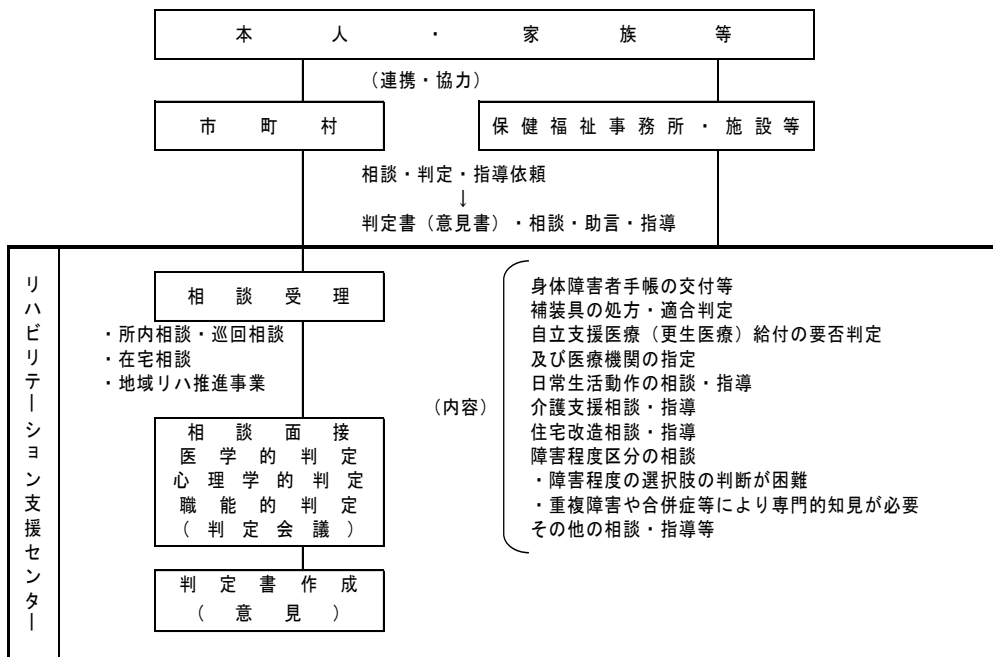 本人・家族等
（連携・協力）
市町村
保健福祉事務所・施設等
相談・判定・指導依頼
↓
判定書（意見書）・相談・助言・指導
リハビリテーション支援センター
相談受理
・所内相談・巡回相談
・在宅相談
・地域リハ推進事業
相談面接
医学的判定
心理学的判定
職能的判定
（判定会議）
判定書作成
（意見）
（内容）
身体障害者手帳の交付等
補装具の処方・適合判定
自立支援医療（更生医療）給付の要否判定
及び医療機関の指定
日常生活動作の相談・指導
介護支援相談・指導
住宅改造相談・指導
障害程度区分の相談
・障害程度の選択肢の判断が困難
・重複障害や合併症等により専門的知見が必要
その他の相談・指導等